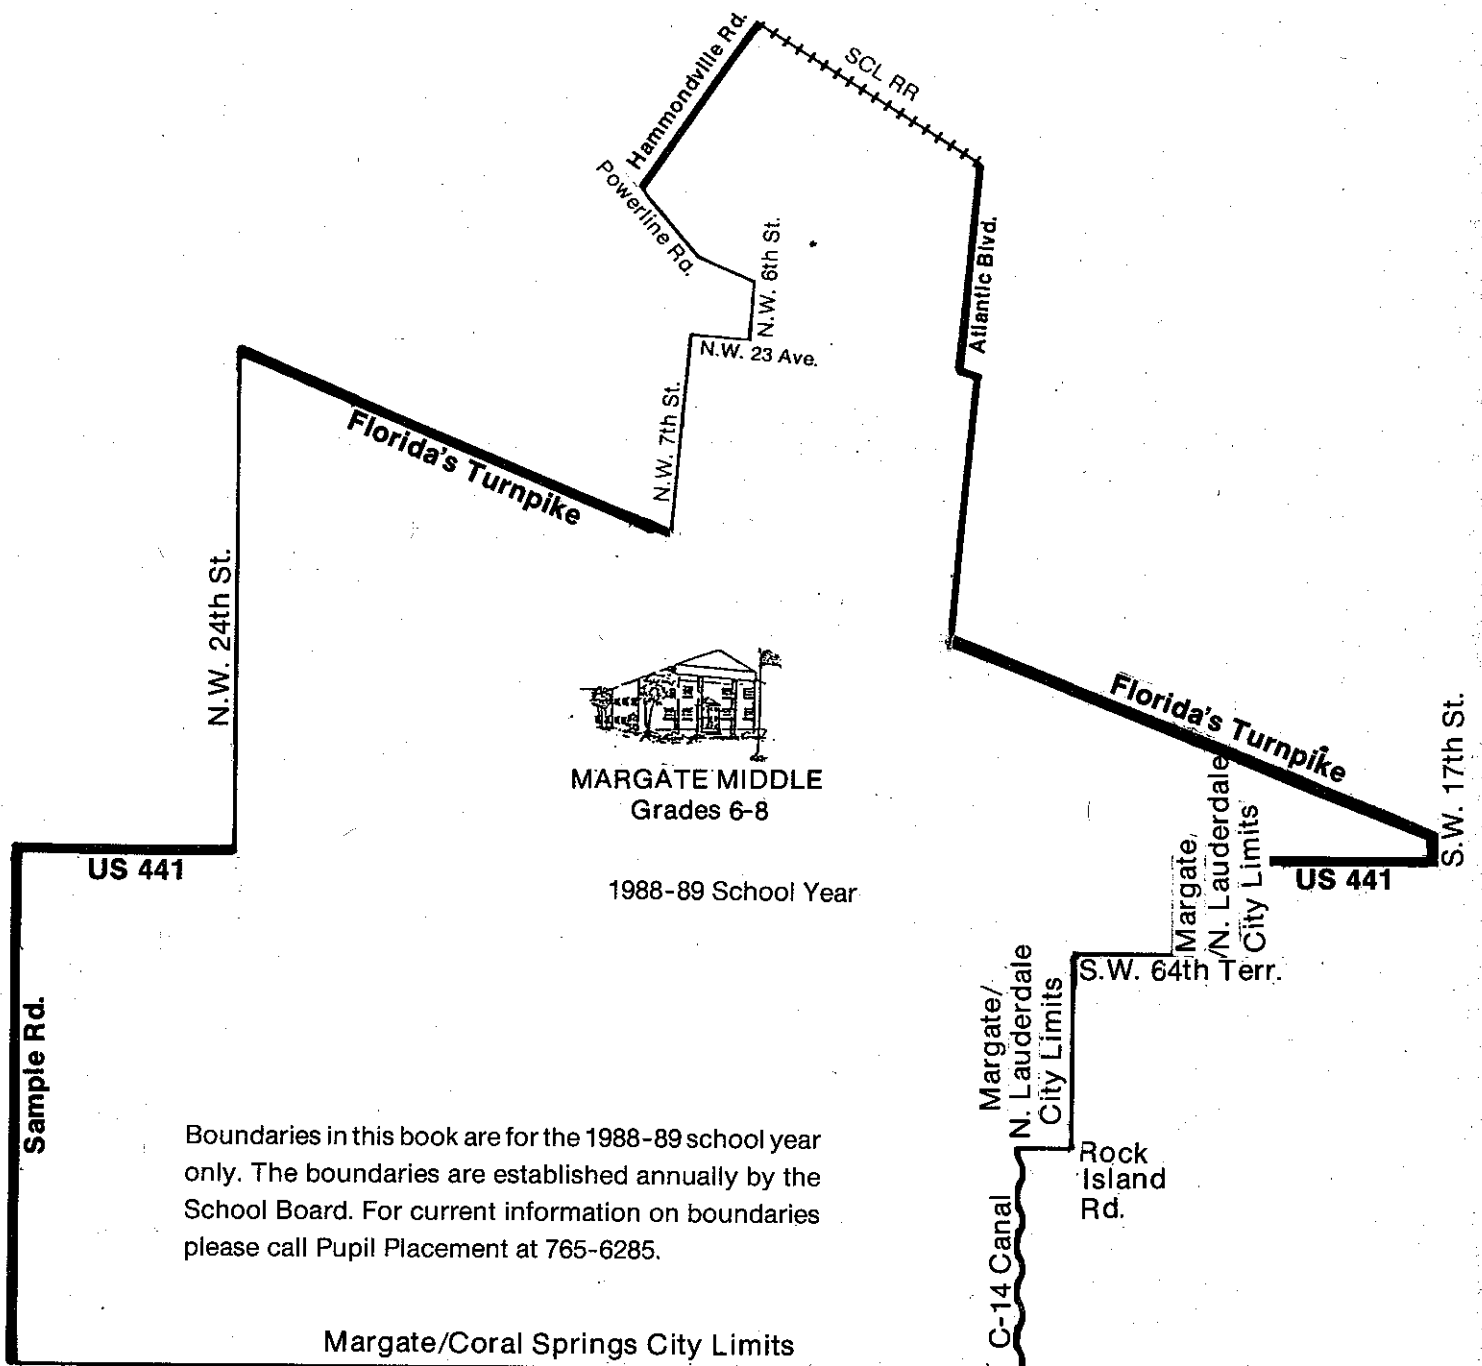 Hammondville Rd.
SCL RR
Powerline Rd.
N.W. 6th St.
Atlantic Blvd.
N.W. 23 Ave.
N.W. 7th St.
Florida's Turnpike
N.W. 24th St.
Florida's Turnpike
S.W. 17th St.
MARGATE MIDDLE
Grades 6-8
US 441
1988-89 School Year
US 441
Margate/
N. Lauderdale
City Limits
S.W. 64th Terr.
Margate/
N. Lauderdale
City Limits
Sample Rd.
Rock
Island
Rd.
Boundaries in this book are for the 1988-89 school year
only. The boundaries are established annually by the
School Board. For current information on boundaries
please call Pupil Placement at 765-6285.
C-14 Canal
Margate/Coral Springs City Limits